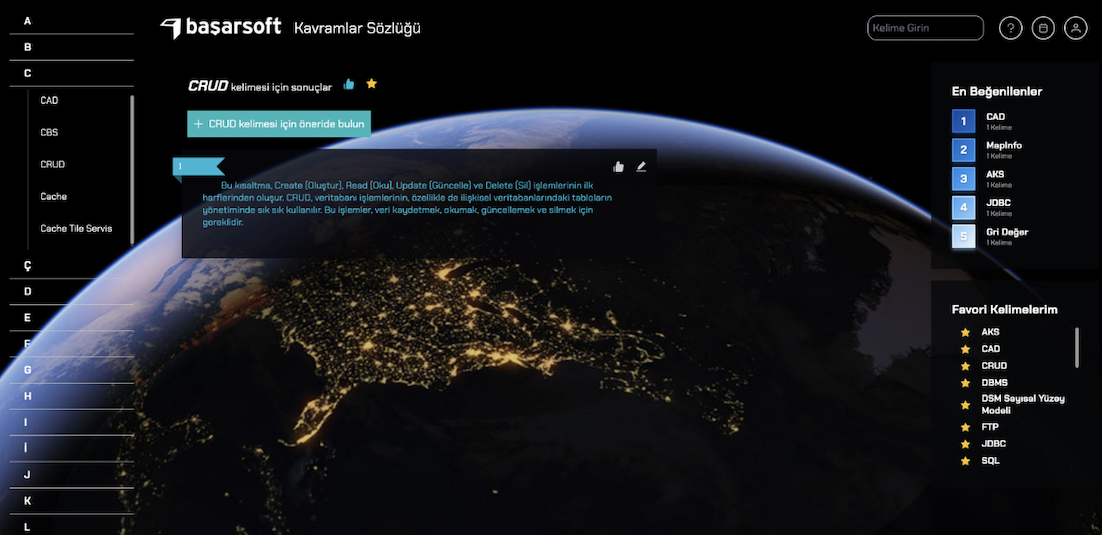 A
B
C
CAD
CBS
CRUD
Cache
Cache Tile Servis
Ç
D
E
F
G
H
I
İ
J
K
L
başarsoft Kavramlar Sözlüğü
Kelime Girin
?
CRUD kelimesi için sonuçlar
+ CRUD kelimesi için öneride bulun
1
Bu kısaltma, Create (Oluştur), Read (Oku), Update (Güncelle) ve Delete (Sil) işlemlerinin ilk
harflerinden oluşur. CRUD, veritabanı işlemlerinin, özellikle de ilişkisel veritabanlarındaki tabloların
yönetiminde sık sık kullanılır. Bu işlemler, veri kaydetmek, okumak, güncellemek ve silmek için
gereklidir.
En Beğenilenler
1 CAD
1 Kelime
2 MapInfo
1 Kelime
3 AKS
1 Kelime
4 JDBC
1 Kelime
5 Gri Değer
1 Kelime
Favori Kelimelerim
AKS
CAD
CRUD
DBMS
DSM Sayısal Yüzey
Modeli
FTP
JDBC
SQL